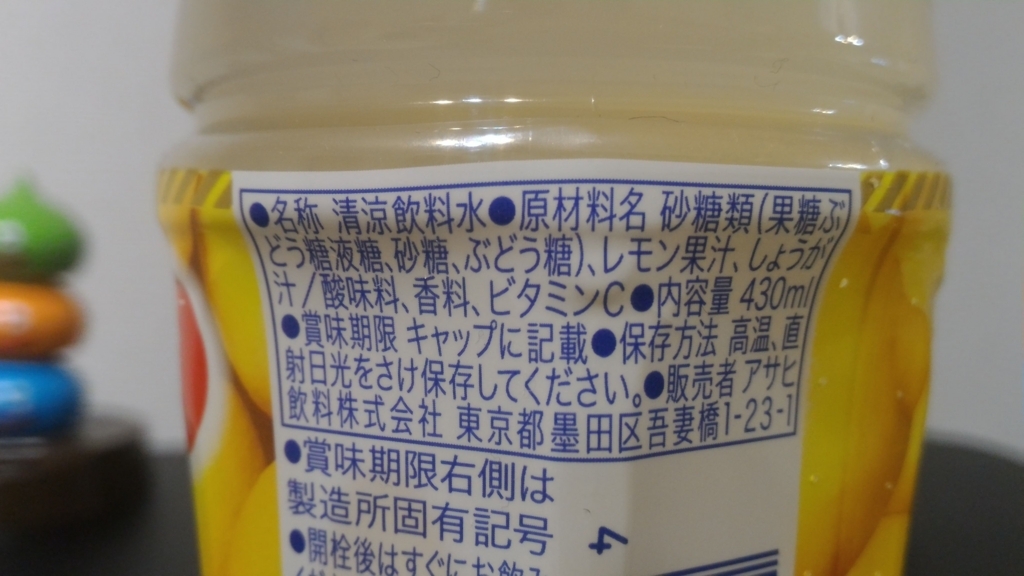 ●名称 清涼飲料水●原材料名 砂糖類(果糖ぶ
どう糖液糖、砂糖、ぶどう糖)、レモン果汁、しょうが
汁/酸味料、香料、ビタミンC●内容量 430ml
●賞味期限 キャップに記載●保存方法 高温、直
射日光をさけ保存してください。●販売者 アサヒ
飲料株式会社 東京都墨田区吾妻橋1-23-1
●賞味期限右側は
製造所固有記号
●開栓後はすぐにお飲み
4